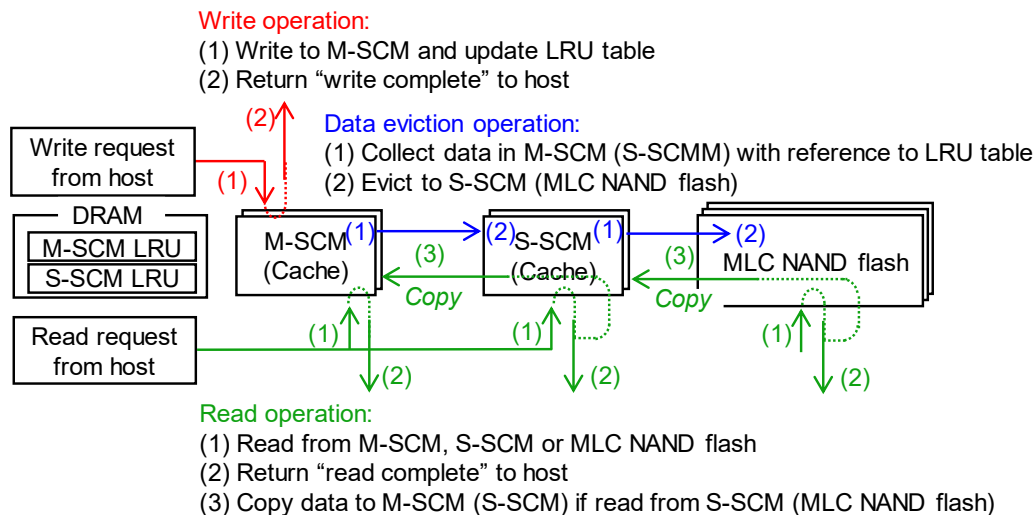 Write operation:
(1) Write to M-SCM and update LRU table
(2) Return “write complete” to host
(2)
Data eviction operation:
(1) Collect data in M-SCM (S-SCMM) with reference to LRU table
(2) Evict to S-SCM (MLC NAND flash)
Write request
from host
(1)
DRAM
M-SCM LRU
S-SCM LRU
M-SCM
(Cache)
(1)
(2)
S-SCM
(Cache)
(1)
(2)
MLC NAND flash
(3)
Copy
(3)
Copy
Read request
from host
(1)
(2)
(1)
(2)
(1)
(2)
Read operation:
(1) Read from M-SCM, S-SCM or MLC NAND flash
(2) Return “read complete” to host
(3) Copy data to M-SCM (S-SCM) if read from S-SCM (MLC NAND flash)